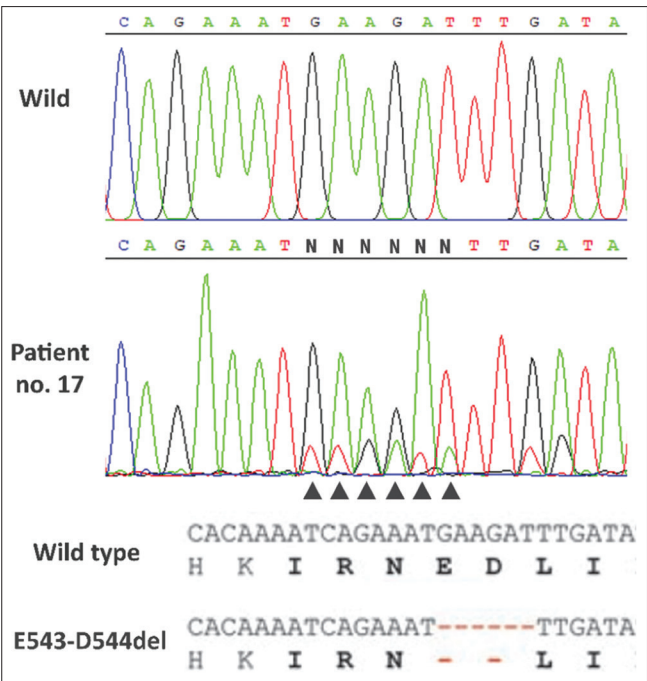 C A G A A A T G A A G A T T T G A T A
Wild
C A G A A A T N N N N N N T T G A T A
Patient
no. 17
Wild type
CACAAAATCAGAAATGAAGATTTGATA
H K I R N E D L I
E543-D544del
CACAAAATCAGAAAT------TTGATA
H K I R N - - L I